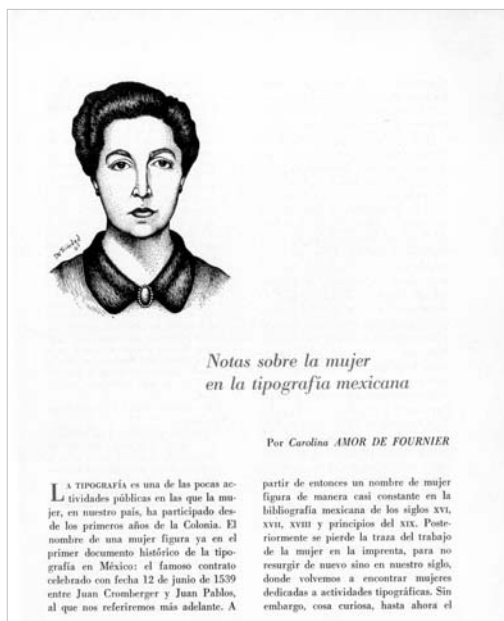 Notas sobre la mujer
en la tipografía mexicana
Por Carolina AMOR DE FOURNIER
LA TIPOGRAFÍA es una de las pocas ac-
tividades públicas en las que la mu-
jer, en nuestro país, ha participado des-
de los primeros años de la Colonia. El
nombre de una mujer figura ya en el
primer documento histórico de la tipo-
grafía en México: el famoso contrato
celebrado con fecha 12 de junio de 1539
entre Juan Cromberger y Juan Pablos,
al que nos referiremos más adelante. A
partir de entonces un nombre de mujer
figura de manera casi constante en la
bibliografía mexicana de los siglos XVI,
XVII, XVIII y principios del XIX. Poste-
riormente se pierde la traza del trabajo
de la mujer en la imprenta, para no
resurgir de nuevo sino en nuestro siglo,
donde volvemos a encontrar mujeres
dedicadas a actividades tipográficas. Sin
embargo, cosa curiosa, hasta ahora el